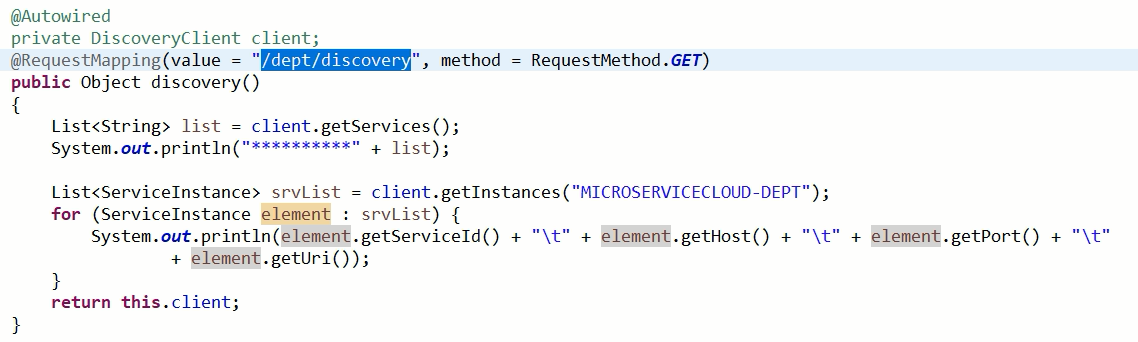 @Autowired
private DiscoveryClient client;
@RequestMapping(value = "/dept/discovery", method = RequestMethod.GET)
public Object discovery()
{
    List<String> list = client.getServices();
    System.out.println("**********" + list);

    List<ServiceInstance> srvList = client.getInstances("MICROSERVICECLOUD-DEPT");
    for (ServiceInstance element : srvList) {
        System.out.println(element.getServiceId() + "\t" + element.getHost() + "\t" + element.getPort() + "\t"
                + element.getUri());
    }
    return this.client;
}